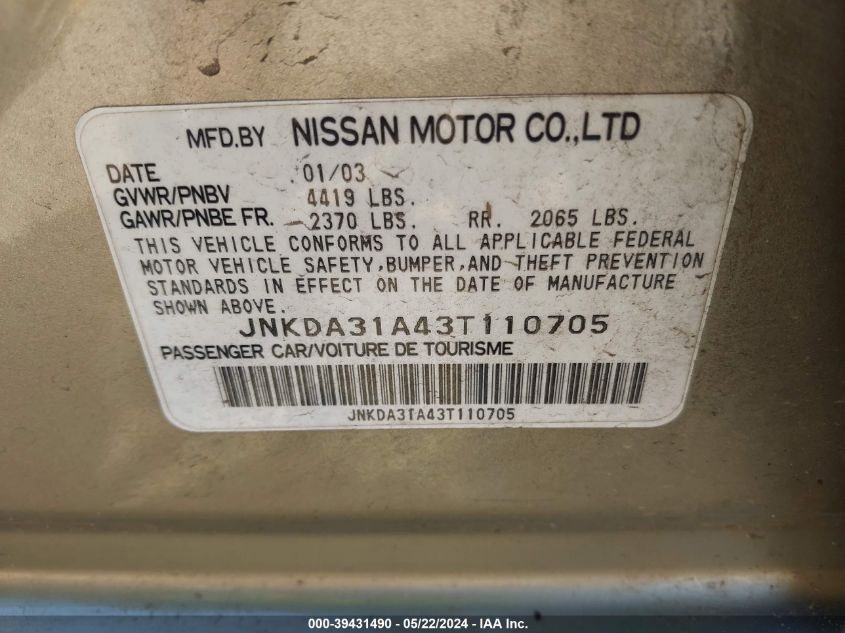 MFD.BY NISSAN MOTOR CO.,LTD
DATE 01/03
GVWR/PNBV 4419 LBS.
GAWR/PNBE FR. 2370 LBS. RR. 2065 LBS.
THIS VEHICLE CONFORMS TO ALL APPLICABLE FEDERAL
MOTOR VEHICLE SAFETY,BUMPER,AND THEFT PREVENTION
STANDARDS IN EFFECT ON THE DATE OF MANUFACTURE
SHOWN ABOVE.
JNKDA31A43T110705
PASSENGER CAR/VOITURE DE TOURISME
JNKDA31A43T110705
000-39431490 - 05/22/2024 - IAA Inc.